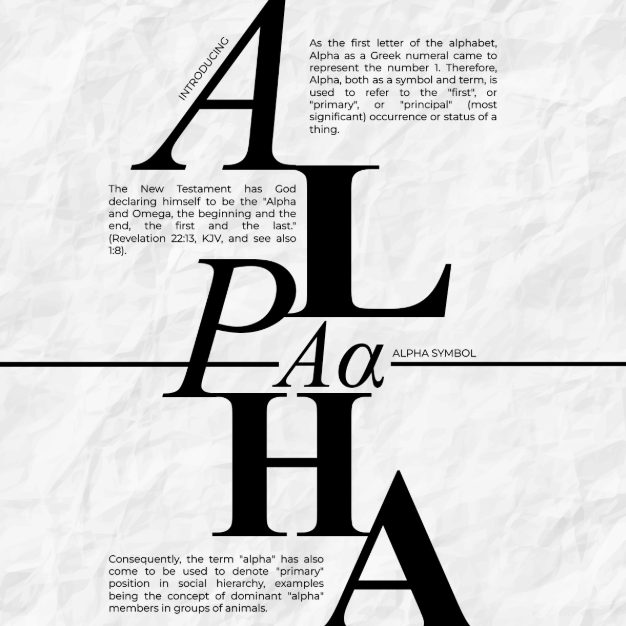 INTRODUCING
A
As the first letter of the alphabet,
Alpha as a Greek numeral came to
represent the number 1. Therefore,
Alpha, both as a symbol and term, is
used to refer to the "first", or
"primary", or "principal" (most
significant) occurrence or status of a
thing.
L
The New Testament has God
declaring himself to be the "Alpha
and Omega, the beginning and the
end, the first and the last."
(Revelation 22:13, KJV, and see also
1:8).
P
Aα
ALPHA SYMBOL
H
A
Consequently, the term "alpha" has also
come to be used to denote "primary"
position in social hierarchy, examples
being the concept of dominant "alpha"
members in groups of animals.